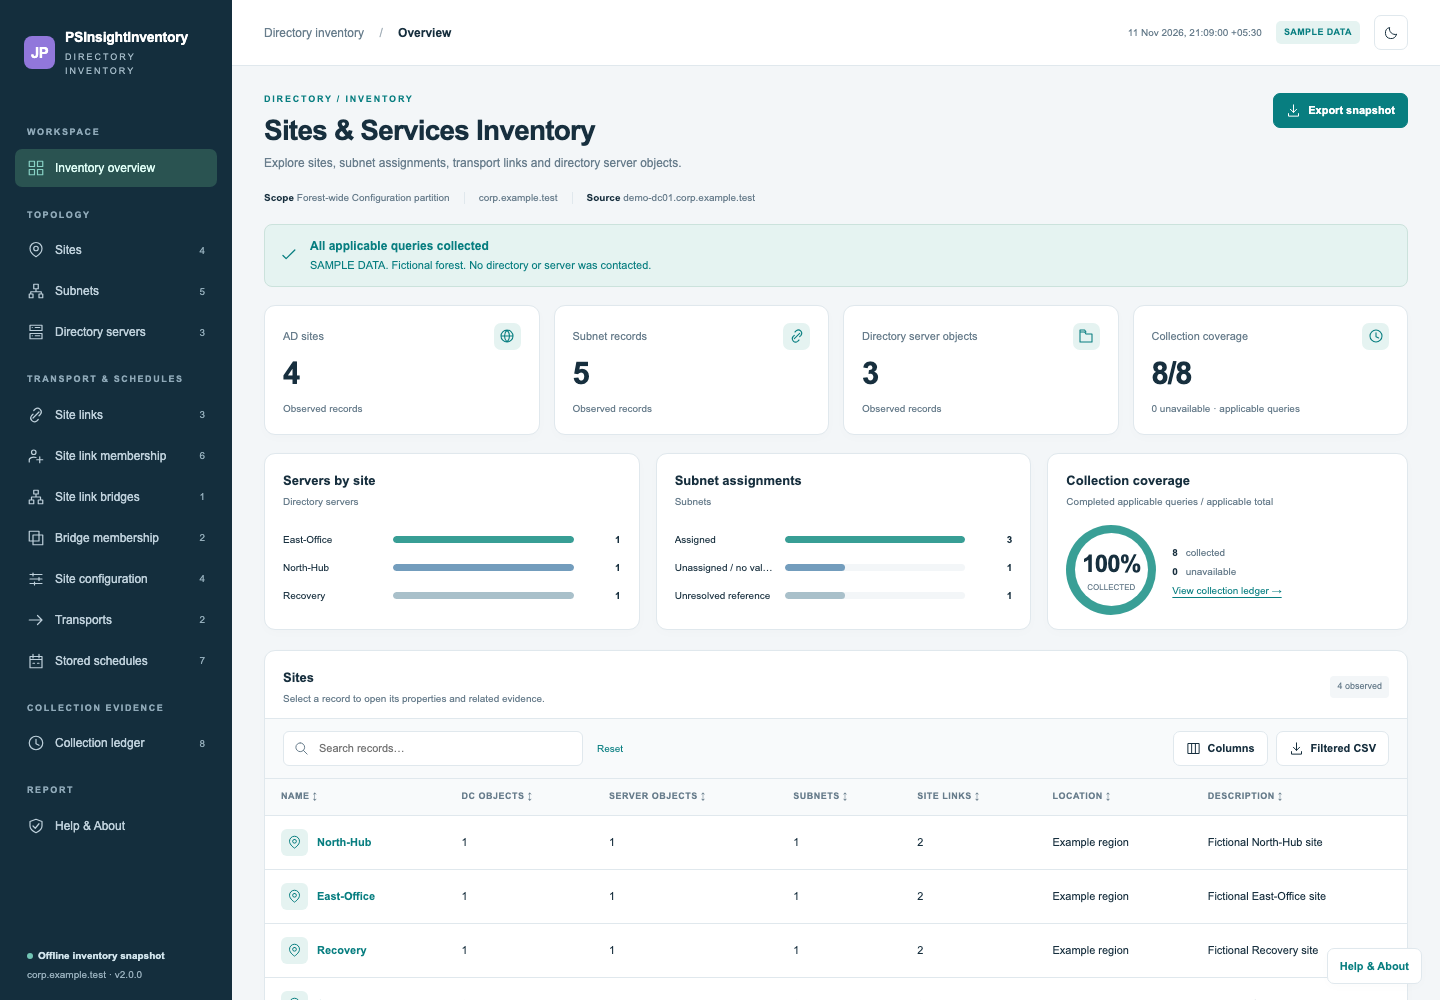 JP
PSInsightInventory
DIRECTORY
INVENTORY
WORKSPACE
Inventory overview
TOPOLOGY
Sites 4
Subnets 5
Directory servers 3
TRANSPORT & SCHEDULES
Site links 3
Site link membership 6
Site link bridges 1
Bridge membership 2
Site configuration 4
Transports 2
Stored schedules 7
COLLECTION EVIDENCE
Collection ledger 8
REPORT
Help & About
Offline inventory snapshot
corp.example.test · v2.0.0
Directory inventory / Overview
11 Nov 2026, 21:09:00 +05:30
SAMPLE DATA
DIRECTORY / INVENTORY
Sites & Services Inventory
Explore sites, subnet assignments, transport links and directory server objects.
Export snapshot
Scope Forest-wide Configuration partition
corp.example.test
Source demo-dc01.corp.example.test
All applicable queries collected
SAMPLE DATA. Fictional forest. No directory or server was contacted.
AD sites
4
Observed records
Subnet records
5
Observed records
Directory server objects
3
Observed records
Collection coverage
8/8
0 unavailable · applicable queries
Servers by site
Directory servers
East-Office 1
North-Hub 1
Recovery 1
Subnet assignments
Subnets
Assigned 3
Unassigned / no val… 1
Unresolved reference 1
Collection coverage
Completed applicable queries / applicable total
100%
COLLECTED
8 collected
0 unavailable
View collection ledger →
Sites
Select a record to open its properties and related evidence.
4 observed
Search records…
Reset
Columns
Filtered CSV
NAME ↕ DC OBJECTS ↕ SERVER OBJECTS ↕ SUBNETS ↕ SITE LINKS ↕ LOCATION ↕ DESCRIPTION ↕
North-Hub 1 1 1 2 Example region Fictional North-Hub site
East-Office 1 1 1 2 Example region Fictional East-Office site
Recovery 1 1 1 2 Example region Fictional Recovery site
Help & About